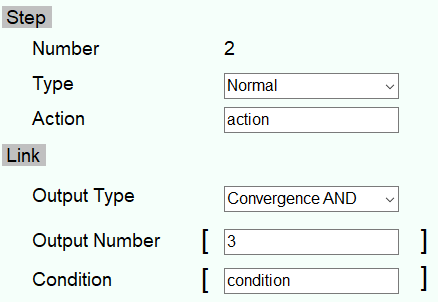 Step
Number 2
Type Normal
Action action
Link
Output Type Convergence AND
Output Number [ 3 ]
Condition [ condition ]